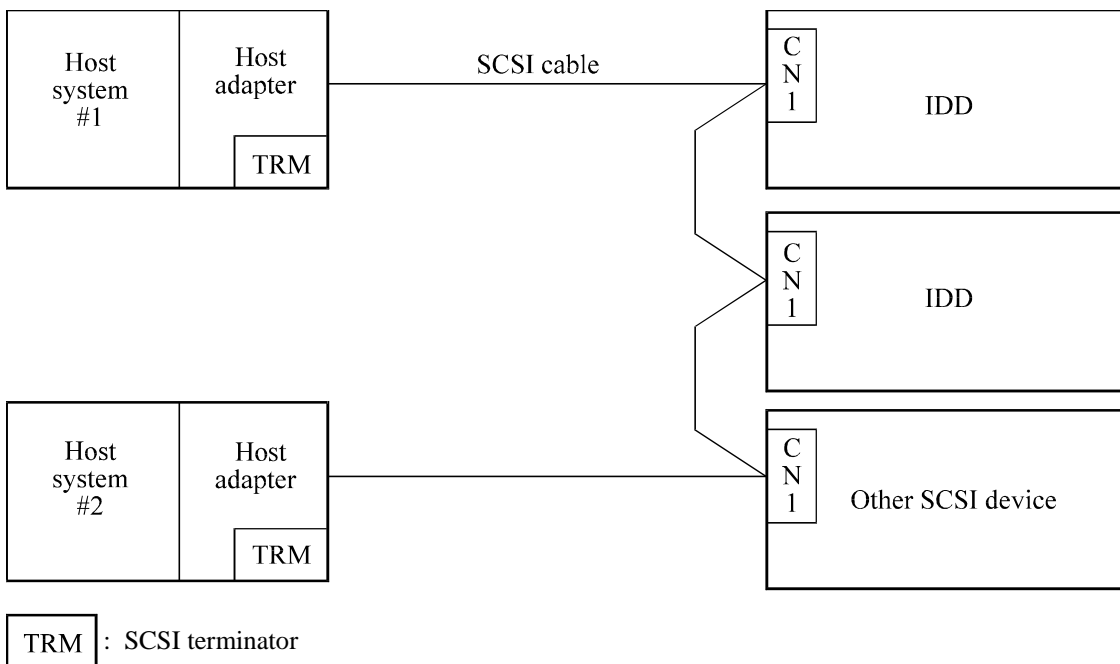 Host
system
#1
Host
adapter
TRM
SCSI cable
C
N
1
IDD
C
N
1
IDD
Host
system
#2
Host
adapter
TRM
C
N
1
Other SCSI device
TRM : SCSI terminator